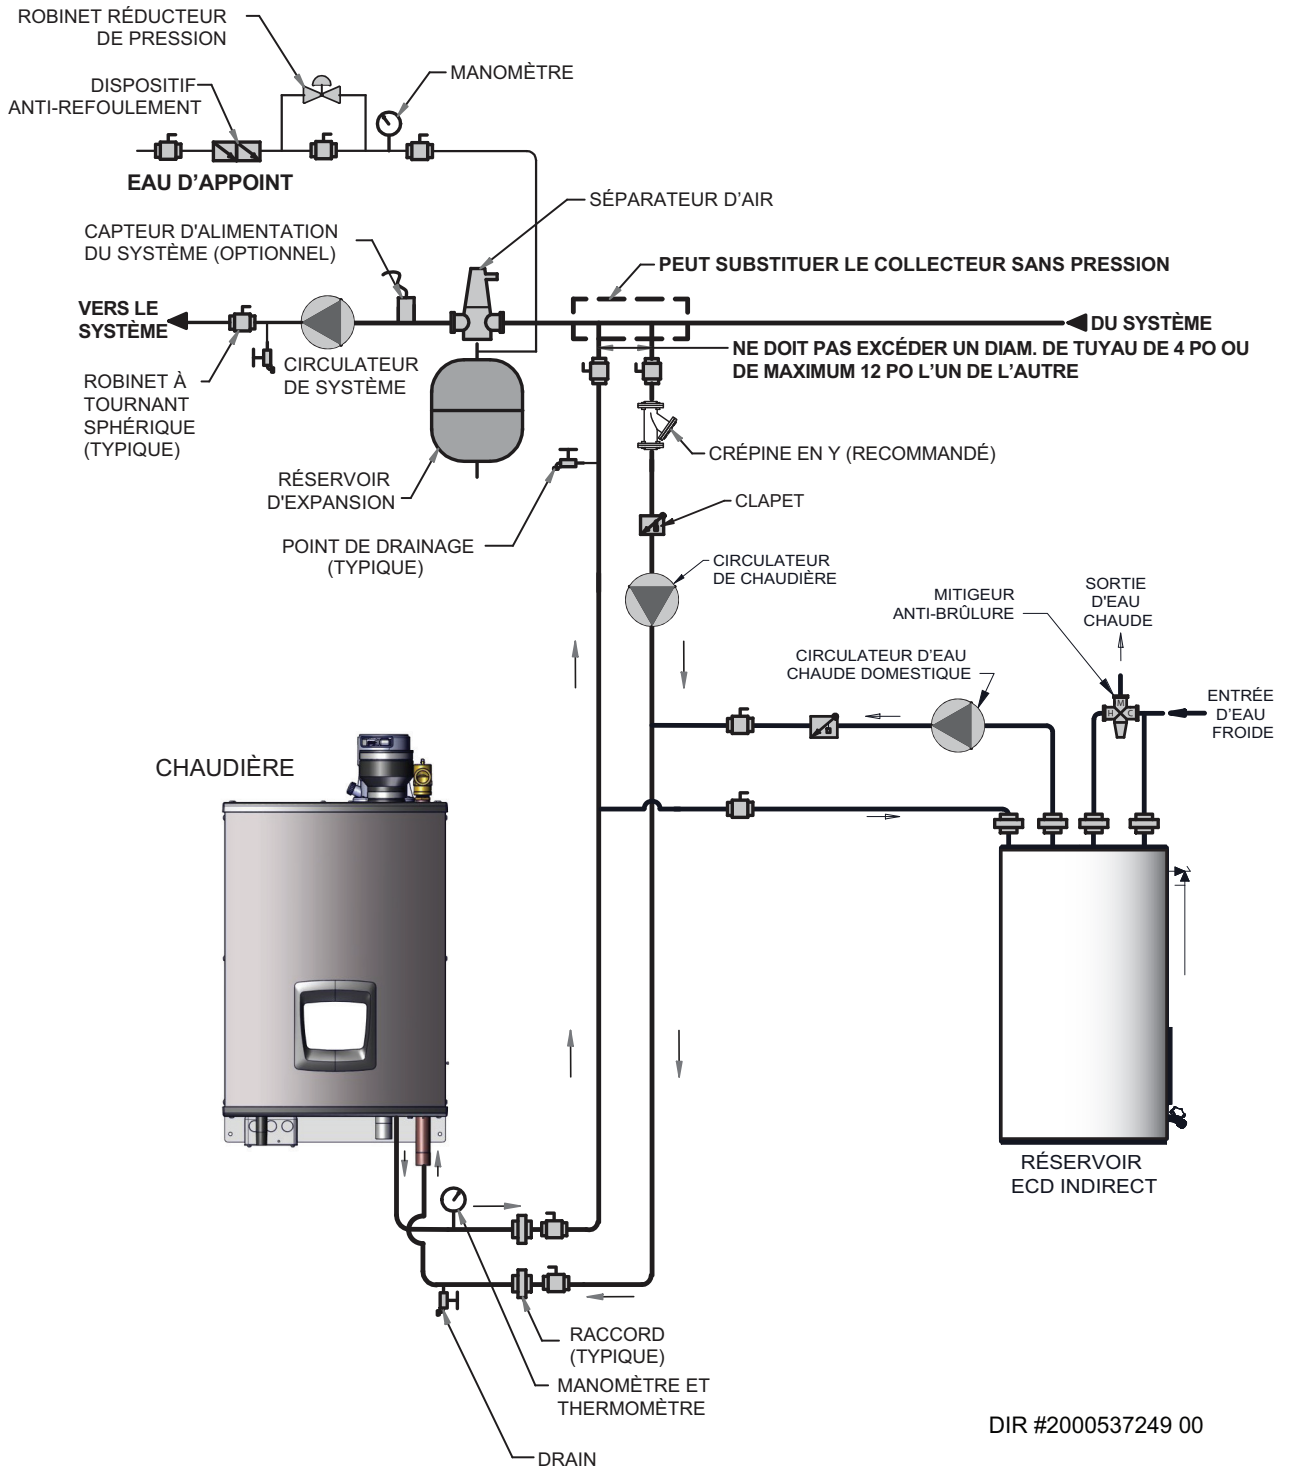 ROBINET RÉDUCTEUR
DE PRESSION
MANOMÈTRE
DISPOSITIF
ANTI-REFOULEMENT
EAU D'APPOINT
SÉPARATEUR D'AIR
CAPTEUR D'ALIMENTATION
DU SYSTÈME (OPTIONNEL)
PEUT SUBSTITUER LE COLLECTEUR SANS PRESSION
VERS LE
SYSTÈME
DU SYSTÈME
NE DOIT PAS EXCÉDER UN DIAM. DE TUYAU DE 4 PO OU
DE MAXIMUM 12 PO L'UN DE L'AUTRE
CIRCULATEUR
DE SYSTÈME
ROBINET À
TOURNANT
SPHÉRIQUE
(TYPIQUE)
CRÉPINE EN Y (RECOMMANDÉ)
RÉSERVOIR
D'EXPANSION
CLAPET
POINT DE DRAINAGE
(TYPIQUE)
CIRCULATEUR
DE CHAUDIÈRE
MITIGEUR
ANTI-BRÛLURE
SORTIE
D'EAU
CHAUDE
CIRCULATEUR D'EAU
CHAUDE DOMESTIQUE
M
H
C
ENTRÉE
D'EAU
FROIDE
CHAUDIÈRE
RÉSERVOIR
ECD INDIRECT
RACCORD
(TYPIQUE)
MANOMÈTRE ET
THERMOMÈTRE
DRAIN
DIR #2000537249 00